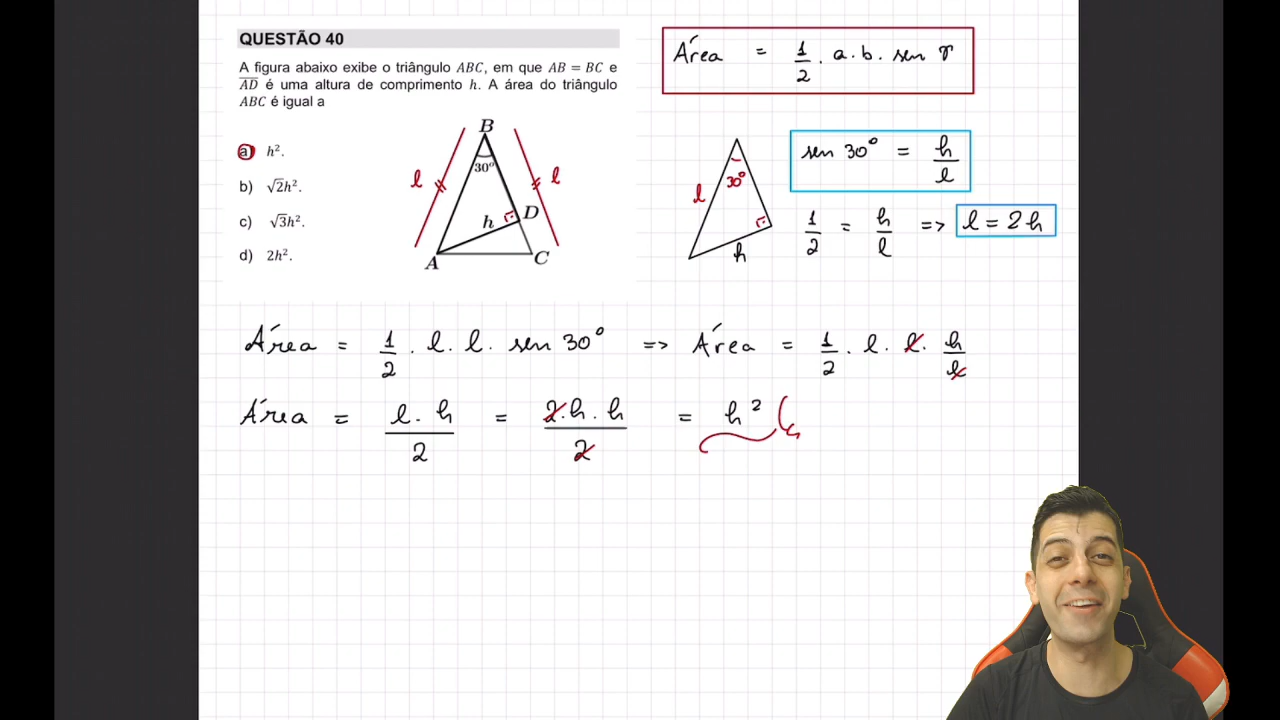 QUESTÃO 40
A figura abaixo exibe o triângulo ABC, em que AB = BC e
AD é uma altura de comprimento h. A área do triângulo
ABC é igual a
a) h².
b) √2h².
c) √3h².
d) 2h².
B
30°
l
l
h
D
A
C
Área = 1/2 . a.b. sen γ
l
30°
h
sen 30° = h/l
1/2 = h/l => l = 2h
Área = 1/2 . l. l. sen 30° => Área = 1/2 . l. l. h/l
Área = l. h/2 = 2.h.h/2 = h²